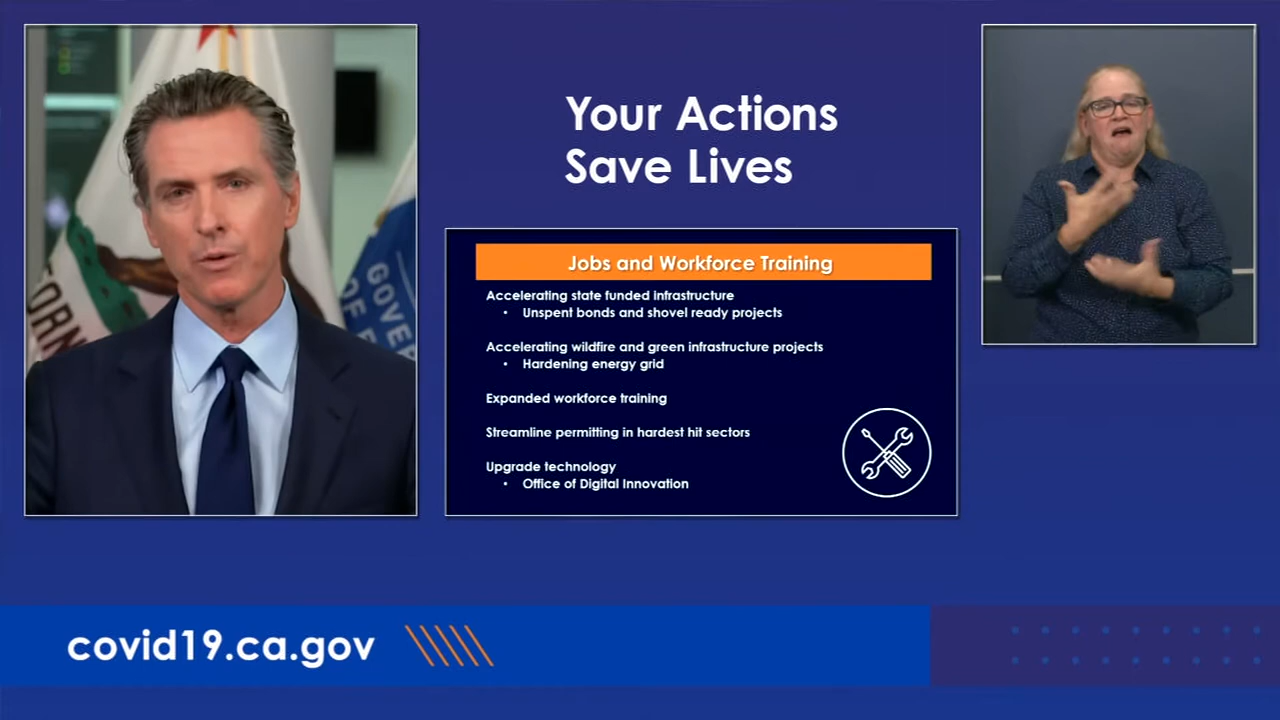 Your Actions
Save Lives
Jobs and Workforce Training
Accelerating state funded infrastructure
• Unspent bonds and shovel ready projects
Accelerating wildfire and green infrastructure projects
• Hardening energy grid
Expanded workforce training
Streamline permitting in hardest hit sectors
Upgrade technology
• Office of Digital Innovation
covid19.ca.gov